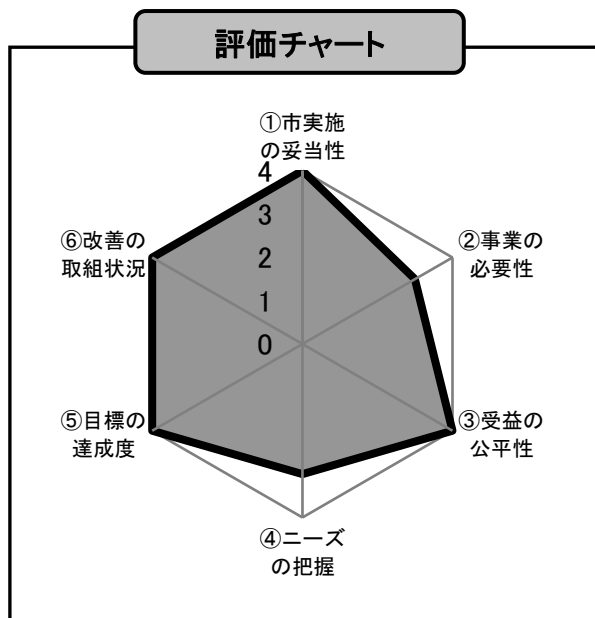 評価チャート
①市実施
の妥当性
4
3
2
1
0
②事業の
必要性
③受益の
公平性
④ニーズ
の把握
⑤目標の
達成度
⑥改善の
取組状況